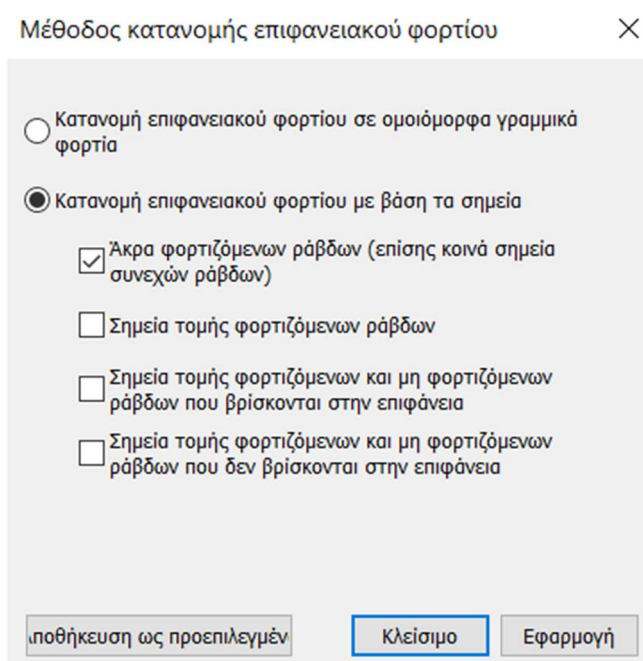 Μέθοδος κατανομής επιφανειακού φορτίου
Κατανομή επιφανειακού φορτίου σε ομοιόμορφα γραμμικά
φορτία
Κατανομή επιφανειακού φορτίου με βάση τα σημεία
Άκρα φορτιζόμενων ράβδων (επίσης κοινά σημεία
συνεχών ράβδων)
Σημεία τομής φορτιζόμενων ράβδων
Σημεία τομής φορτιζόμενων και μη φορτιζόμενων
ράβδων που βρίσκονται στην επιφάνεια
Σημεία τομής φορτιζόμενων και μη φορτιζόμενων
ράβδων που δεν βρίσκονται στην επιφάνεια
ποθήκευση ως προεπιλεγμέν Κλείσιμο Εφαρμογή